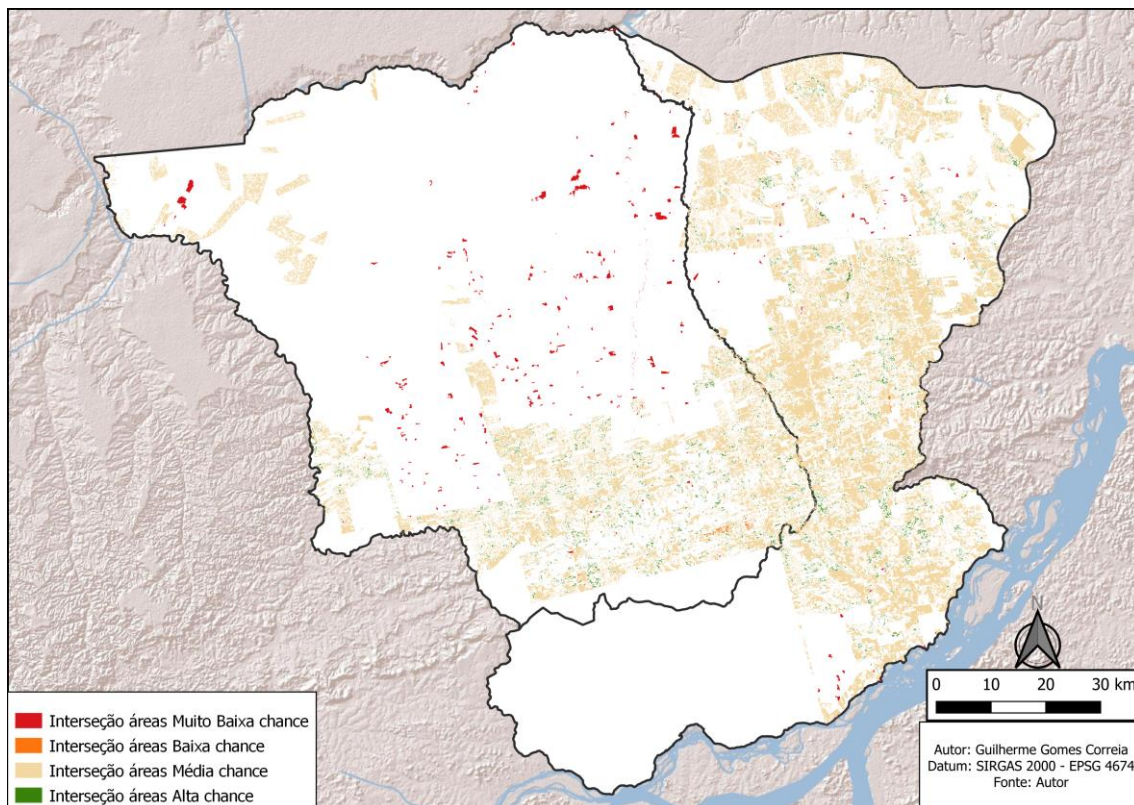 Interseção áreas Muito Baixa chance
Interseção áreas Baixa chance
Interseção áreas Média chance
Interseção áreas Alta chance
N
0 10 20 30 km
Autor: Guilherme Gomes Correia
Datum: SIRGAS 2000 - EPSG 4674
Fonte: Autor